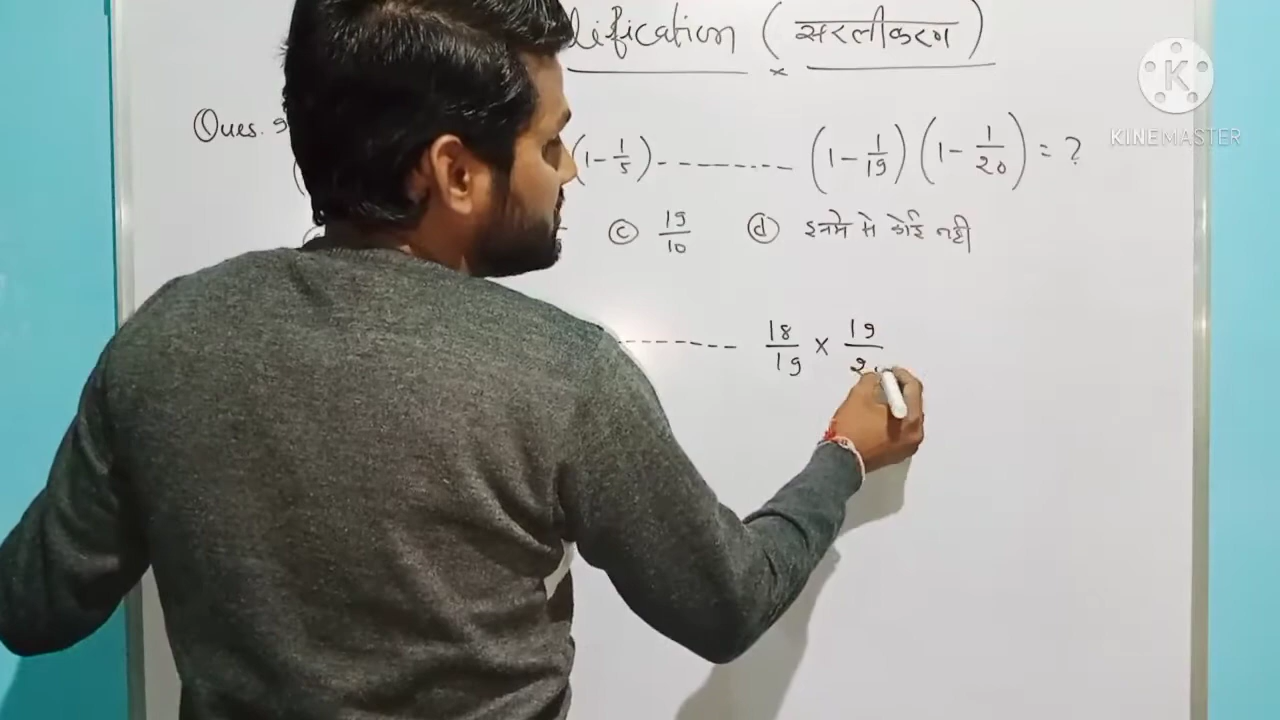 lification (सरलीकरण)
Ques. 9
(1 - 1/5) -------- (1 - 1/19) (1 - 1/20) = ?
ⓒ 19/10 ⓓ इनमे से कोई नही
------- 18/19 × 19/
KINEMASTER